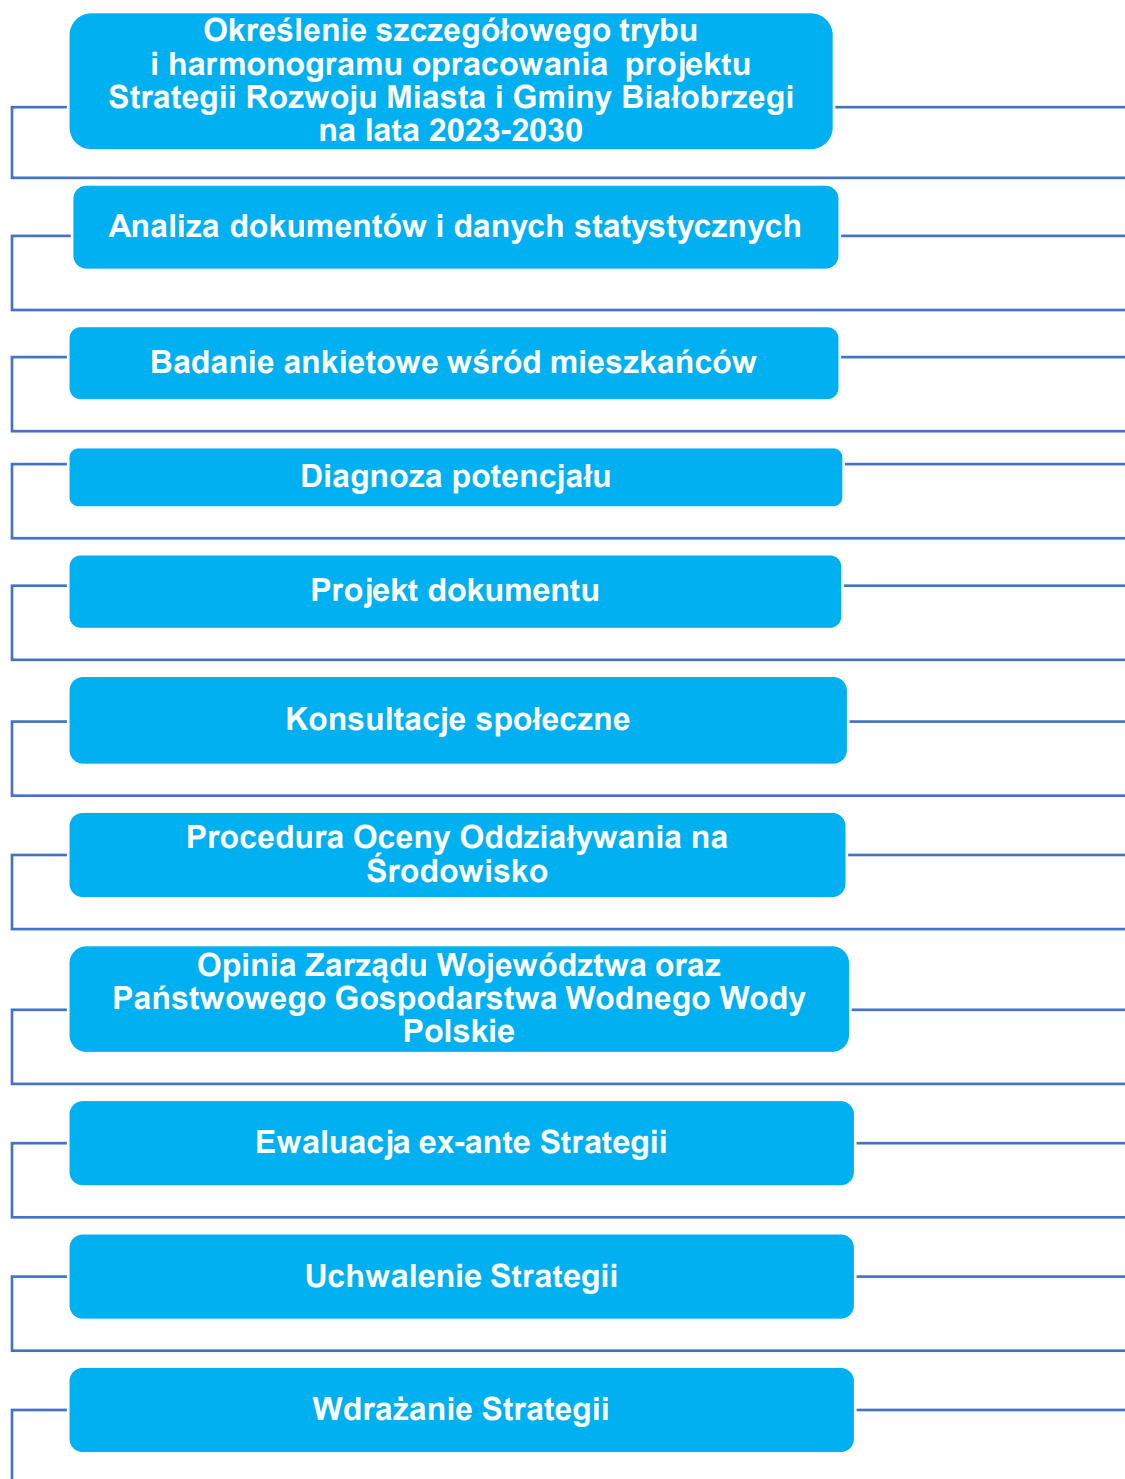 Określenie szczegółowego trybu
i harmonogramu opracowania projektu
Strategii Rozwoju Miasta i Gminy Białobrzegi
na lata 2023-2030
Analiza dokumentów i danych statystycznych
Badanie ankietowe wśród mieszkańców
Diagnoza potencjału
Projekt dokumentu
Konsultacje społeczne
Procedura Oceny Oddziaływania na
Środowisko
Opinia Zarządu Województwa oraz
Państwowego Gospodarstwa Wodnego Wody
Polskie
Ewaluacja ex-ante Strategii
Uchwalenie Strategii
Wdrażanie Strategii